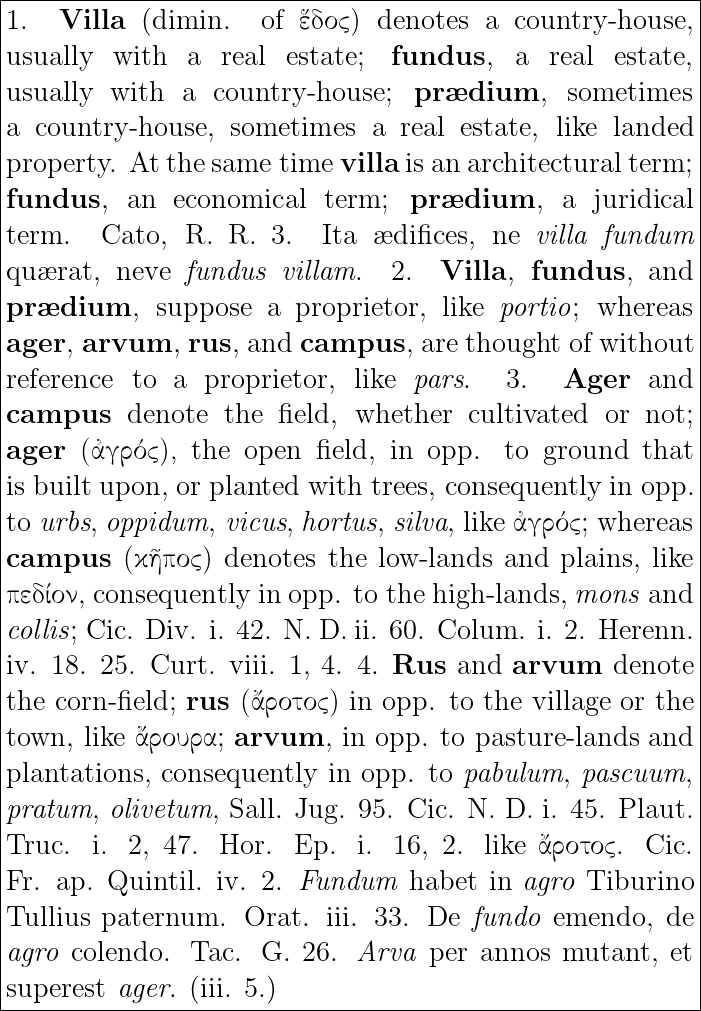 1. Villa (dimin. of ἕδος) denotes a country-house,
usually with a real estate; fundus, a real estate,
usually with a country-house; prædium, sometimes
a country-house, sometimes a real estate, like landed
property. At the same time villa is an architectural term;
fundus, an economical term; prædium, a juridical
term. Cato, R. R. 3. Ita ædifices, ne villa fundum
quærat, neve fundus villam. 2. Villa, fundus, and
prædium, suppose a proprietor, like portio; whereas
ager, arvum, rus, and campus, are thought of without
reference to a proprietor, like pars. 3. Ager and
campus denote the field, whether cultivated or not;
ager (ἀγρός), the open field, in opp. to ground that
is built upon, or planted with trees, consequently in opp.
to urbs, oppidum, vicus, hortus, silva, like ἀγρός; whereas
campus (κῆπος) denotes the low-lands and plains, like
πεδίον, consequently in opp. to the high-lands, mons and
collis; Cic. Div. i. 42. N. D. ii. 60. Colum. i. 2. Herenn.
iv. 18. 25. Curt. viii. 1, 4. 4. Rus and arvum denote
the corn-field; rus (ἄροτος) in opp. to the village or the
town, like ἄρουρα; arvum, in opp. to pasture-lands and
plantations, consequently in opp. to pabulum, pascuum,
pratum, olivetum, Sall. Jug. 95. Cic. N. D. i. 45. Plaut.
Truc. i. 2, 47. Hor. Ep. i. 16, 2. like ἄροτος. Cic.
Fr. ap. Quintil. iv. 2. Fundum habet in agro Tiburino
Tullius paternum. Orat. iii. 33. De fundo emendo, de
agro colendo. Tac. G. 26. Arva per annos mutant, et
superest ager. (iii. 5.)